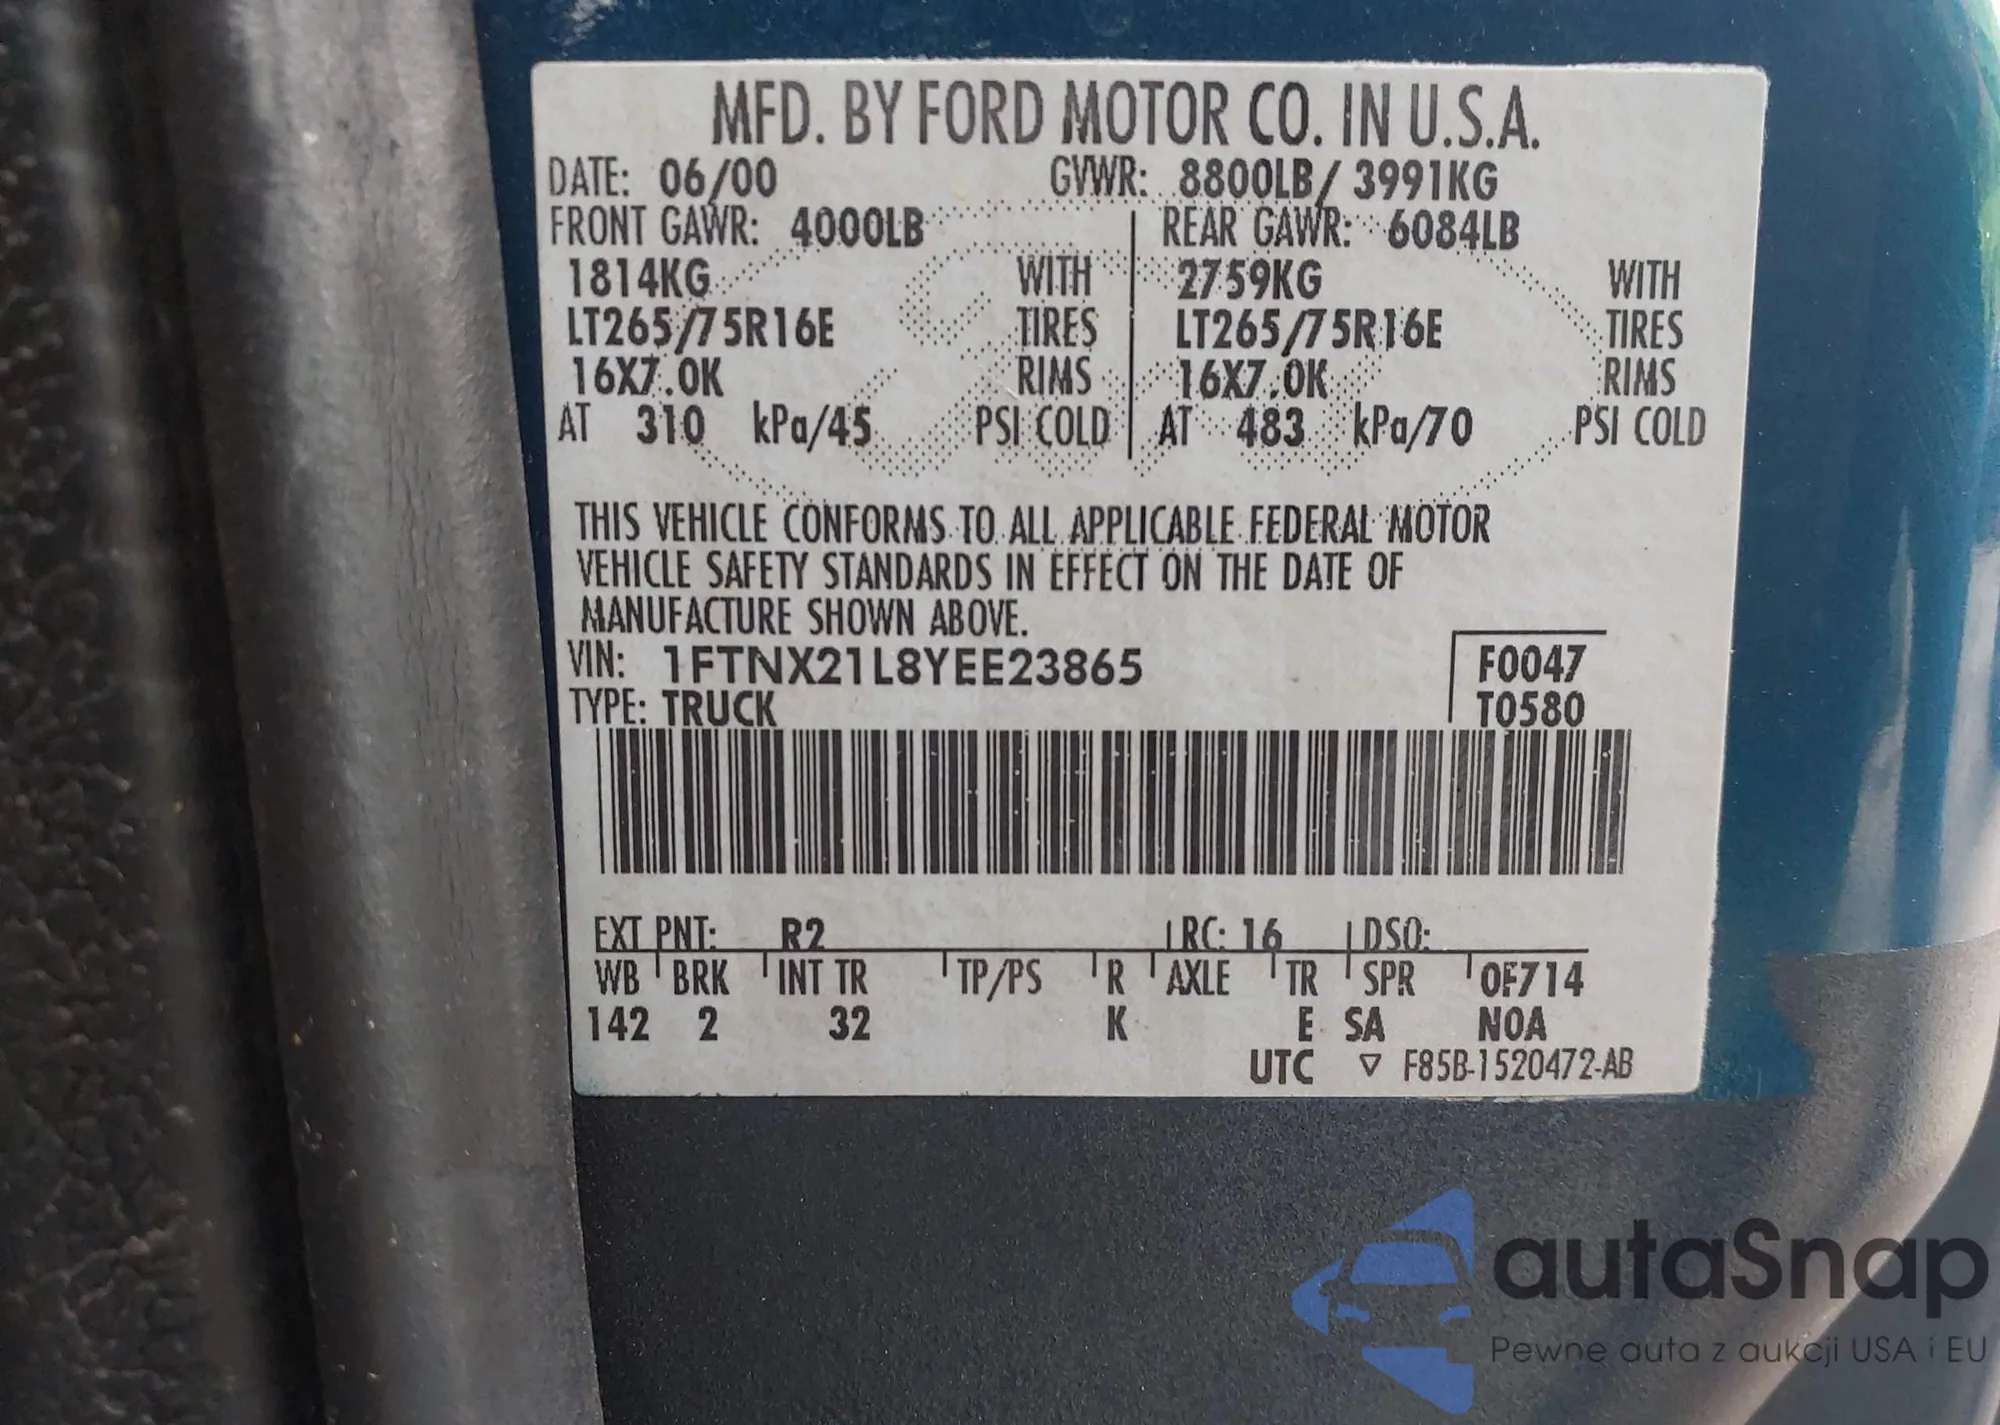 MFD. BY FORD MOTOR CO. IN U.S.A.
DATE: 06/00 GVWR: 8800LB/ 3991KG
FRONT GAWR: 4000LB REAR GAWR: 6084LB
1814KG WITH 2759KG WITH
LT265/75R16E TIRES LT265/75R16E TIRES
16X7.0K RIMS 16X7.0K RIMS
AT 310 kPa/45 PSI COLD AT 483 kPa/70 PSI COLD
THIS VEHICLE CONFORMS TO ALL APPLICABLE FEDERAL MOTOR
VEHICLE SAFETY STANDARDS IN EFFECT ON THE DATE OF
MANUFACTURE SHOWN ABOVE.
VIN: 1FTNX21L8YEE23865 F0047
TYPE: TRUCK T0580
EXT PNT: R2 RC: 16 DSO:
WB BRK INT TR TP/PS R AXLE TR SPR 0F714
142 2 32 K E SA N0A
UTC ▽ F85B-1520472-AB
autaSnap
Pewne auta z aukcji USA i EU